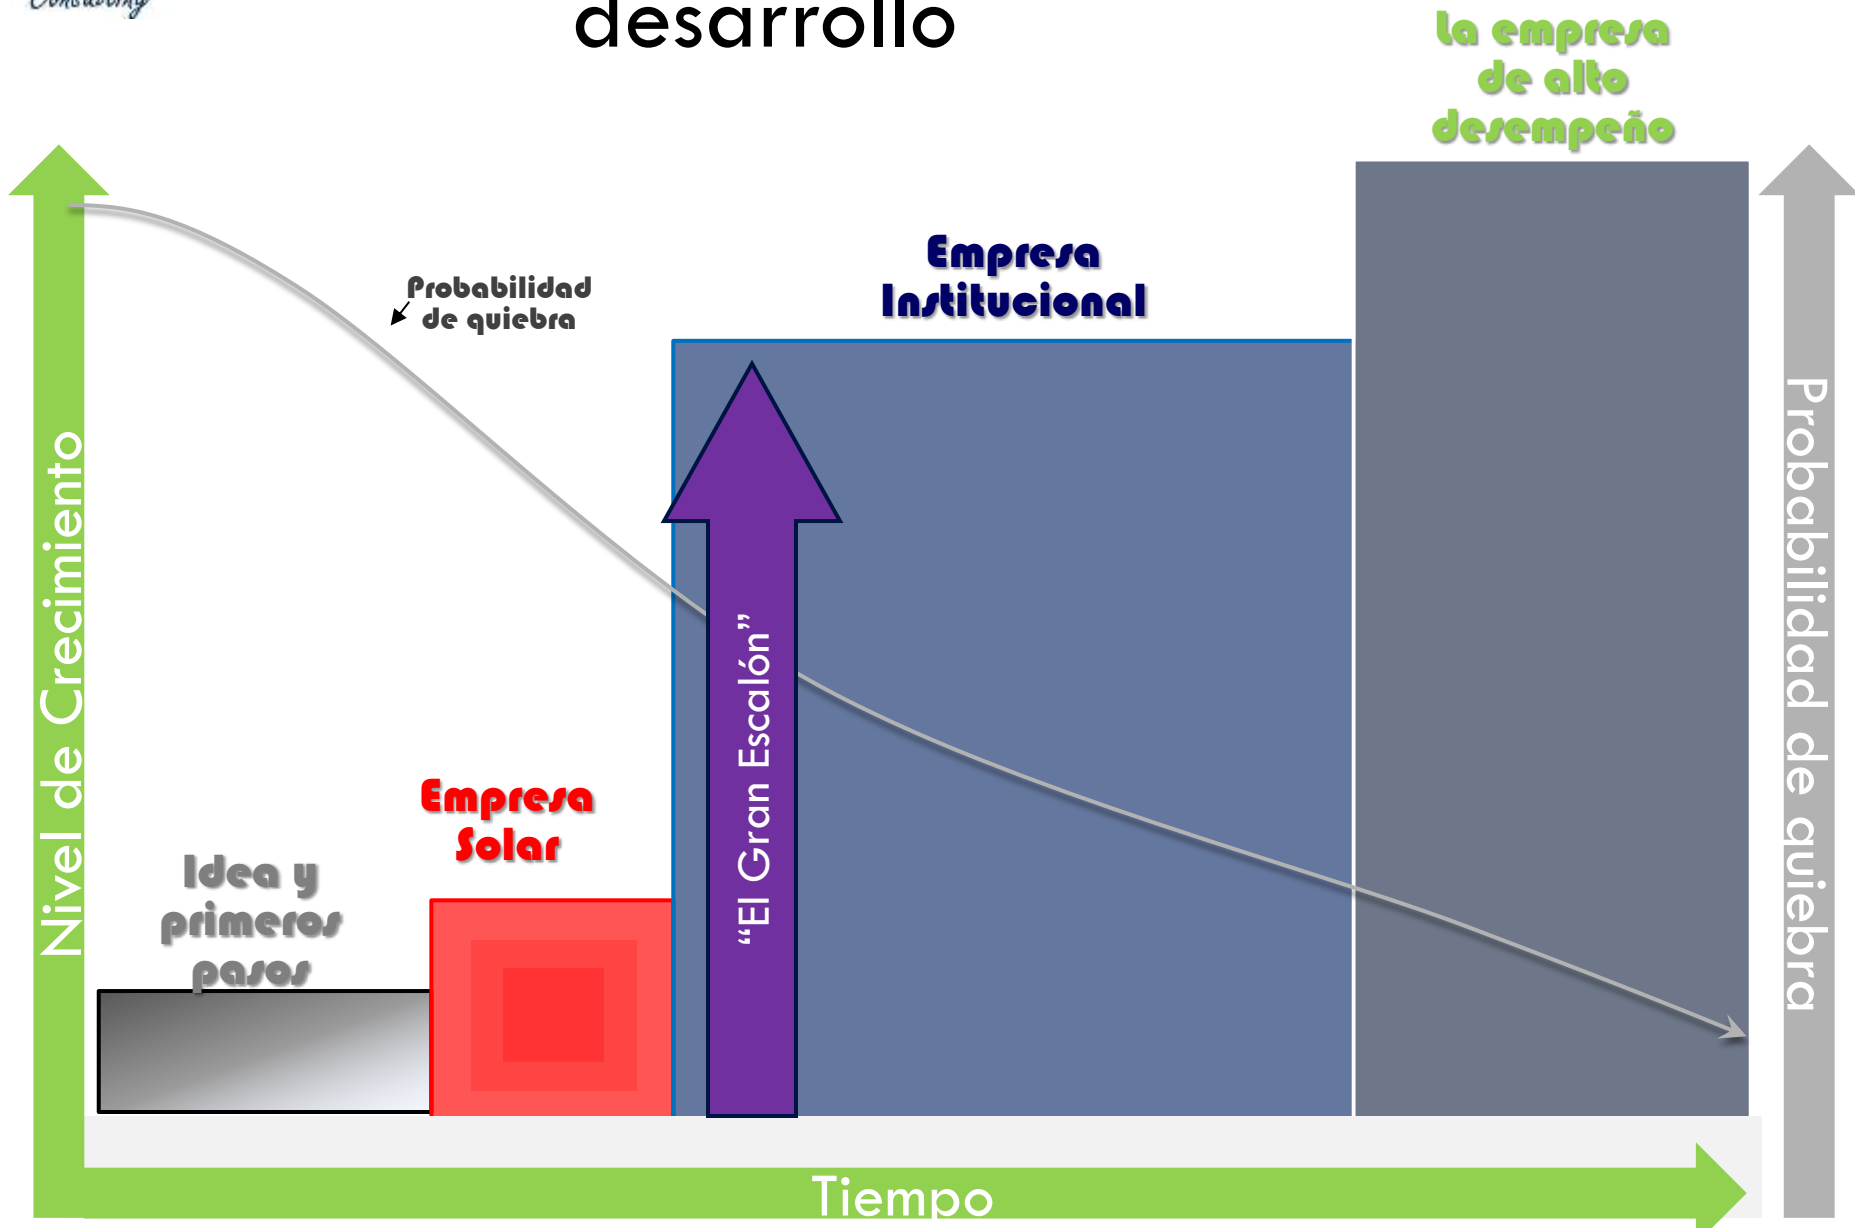 Consulting
desarrollo
La empresa
de alto
desempeño
Empresa
Institucional
Probabilidad
de quiebra
Nivel de Crecimiento
Probabilidad de quiebra
“El Gran Escalón”
Empresa
Solar
Idea y
primeros
pasos
Tiempo